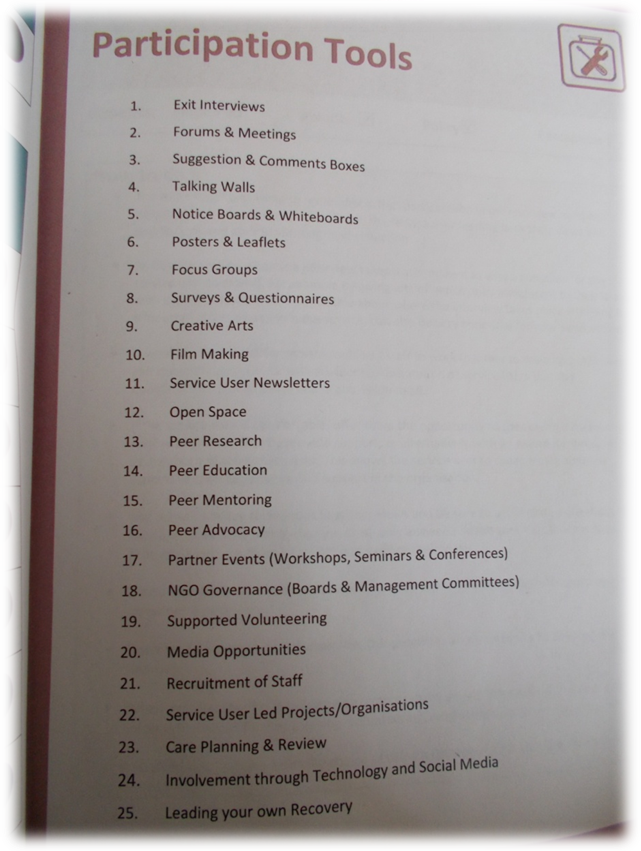 Participation Tools
1. Exit Interviews
2. Forums & Meetings
3. Suggestion & Comments Boxes
4. Talking Walls
5. Notice Boards & Whiteboards
6. Posters & Leaflets
7. Focus Groups
8. Surveys & Questionnaires
9. Creative Arts
10. Film Making
11. Service User Newsletters
12. Open Space
13. Peer Research
14. Peer Education
15. Peer Mentoring
16. Peer Advocacy
17. Partner Events (Workshops, Seminars & Conferences)
18. NGO Governance (Boards & Management Committees)
19. Supported Volunteering
20. Media Opportunities
21. Recruitment of Staff
22. Service User Led Projects/Organisations
23. Care Planning & Review
24. Involvement through Technology and Social Media
25. Leading your own Recovery